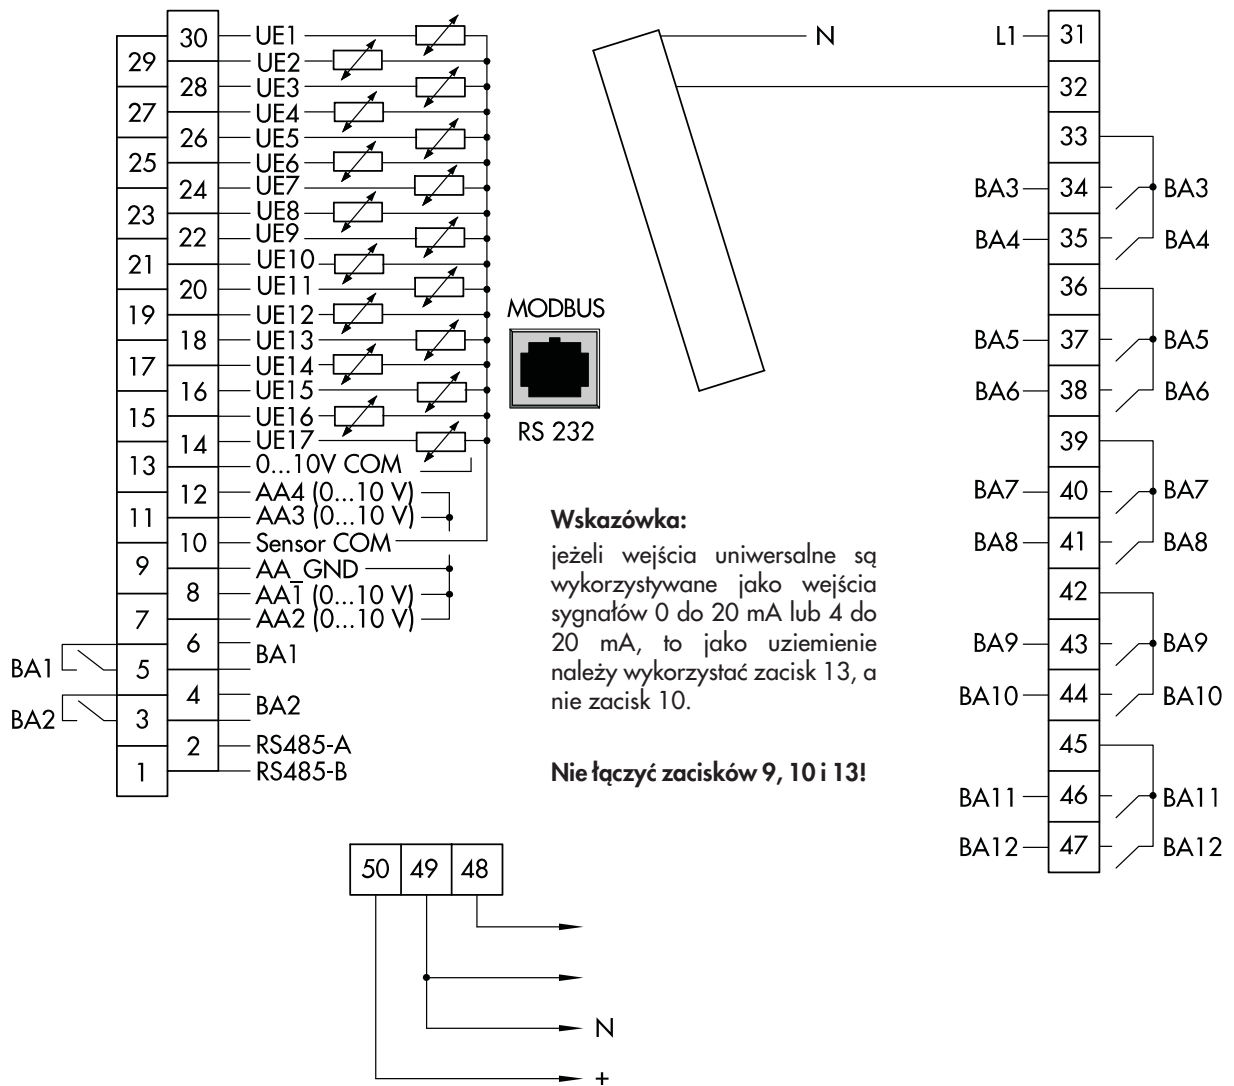 30 UE1
29 UE2
28 UE3
27 UE4
26 UE5
25 UE6
24 UE7
23 UE8
22 UE9
21 UE10
20 UE11
19 UE12
18 UE13
17 UE14
16 UE15
15 UE16
14 UE17
13 0...10V COM
12 AA4 (0...10 V)
11 AA3 (0...10 V)
10 Sensor COM
9 AA_GND
8 AA1 (0...10 V)
7 AA2 (0...10 V)
6 BA1
BA1 5
4 BA2
BA2 3
2 RS485-A
1 RS485-B
MODBUS
RS 232
N
Wskazówka:
jeżeli wejścia uniwersalne są
wykorzystywane jako wejścia
sygnałów 0 do 20 mA lub 4 do
20 mA, to jako uziemienie
należy wykorzystać zacisk 13, a
nie zacisk 10.
Nie łączyć zacisków 9, 10 i 13!
L1 31
32
33
BA3 34 BA3
BA4 35 BA4
36
BA5 37 BA5
BA6 38 BA6
39
BA7 40 BA7
BA8 41 BA8
42
BA9 43 BA9
BA10 44 BA10
45
BA11 46 BA11
BA12 47 BA12
50 49 48
N
+